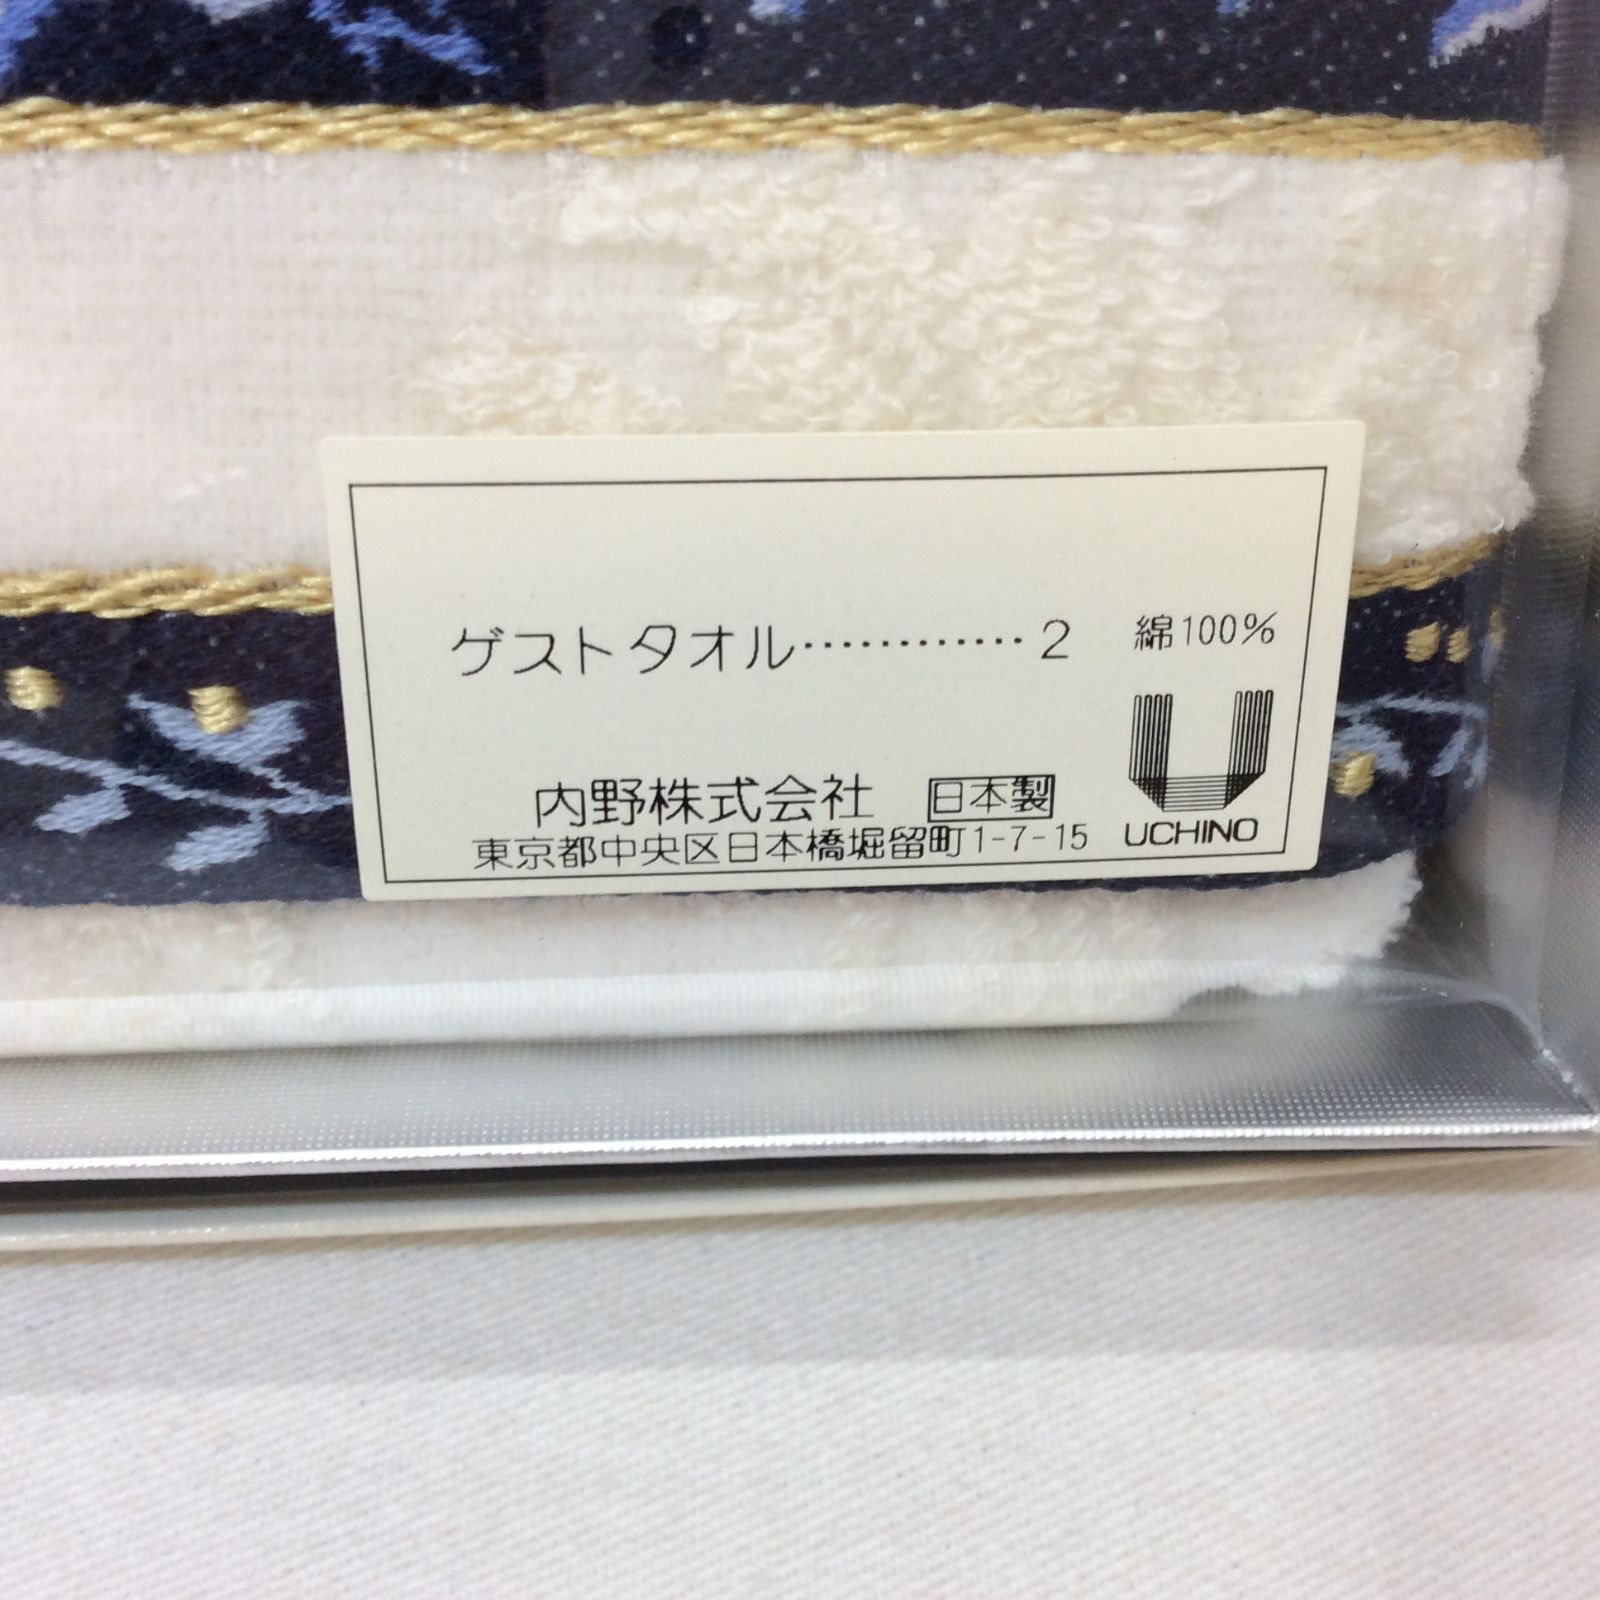 ゲストタオル…………2 綿100%
内野株式会社 日本製
東京都中央区日本橋堀留町1-7-15
UCHINO